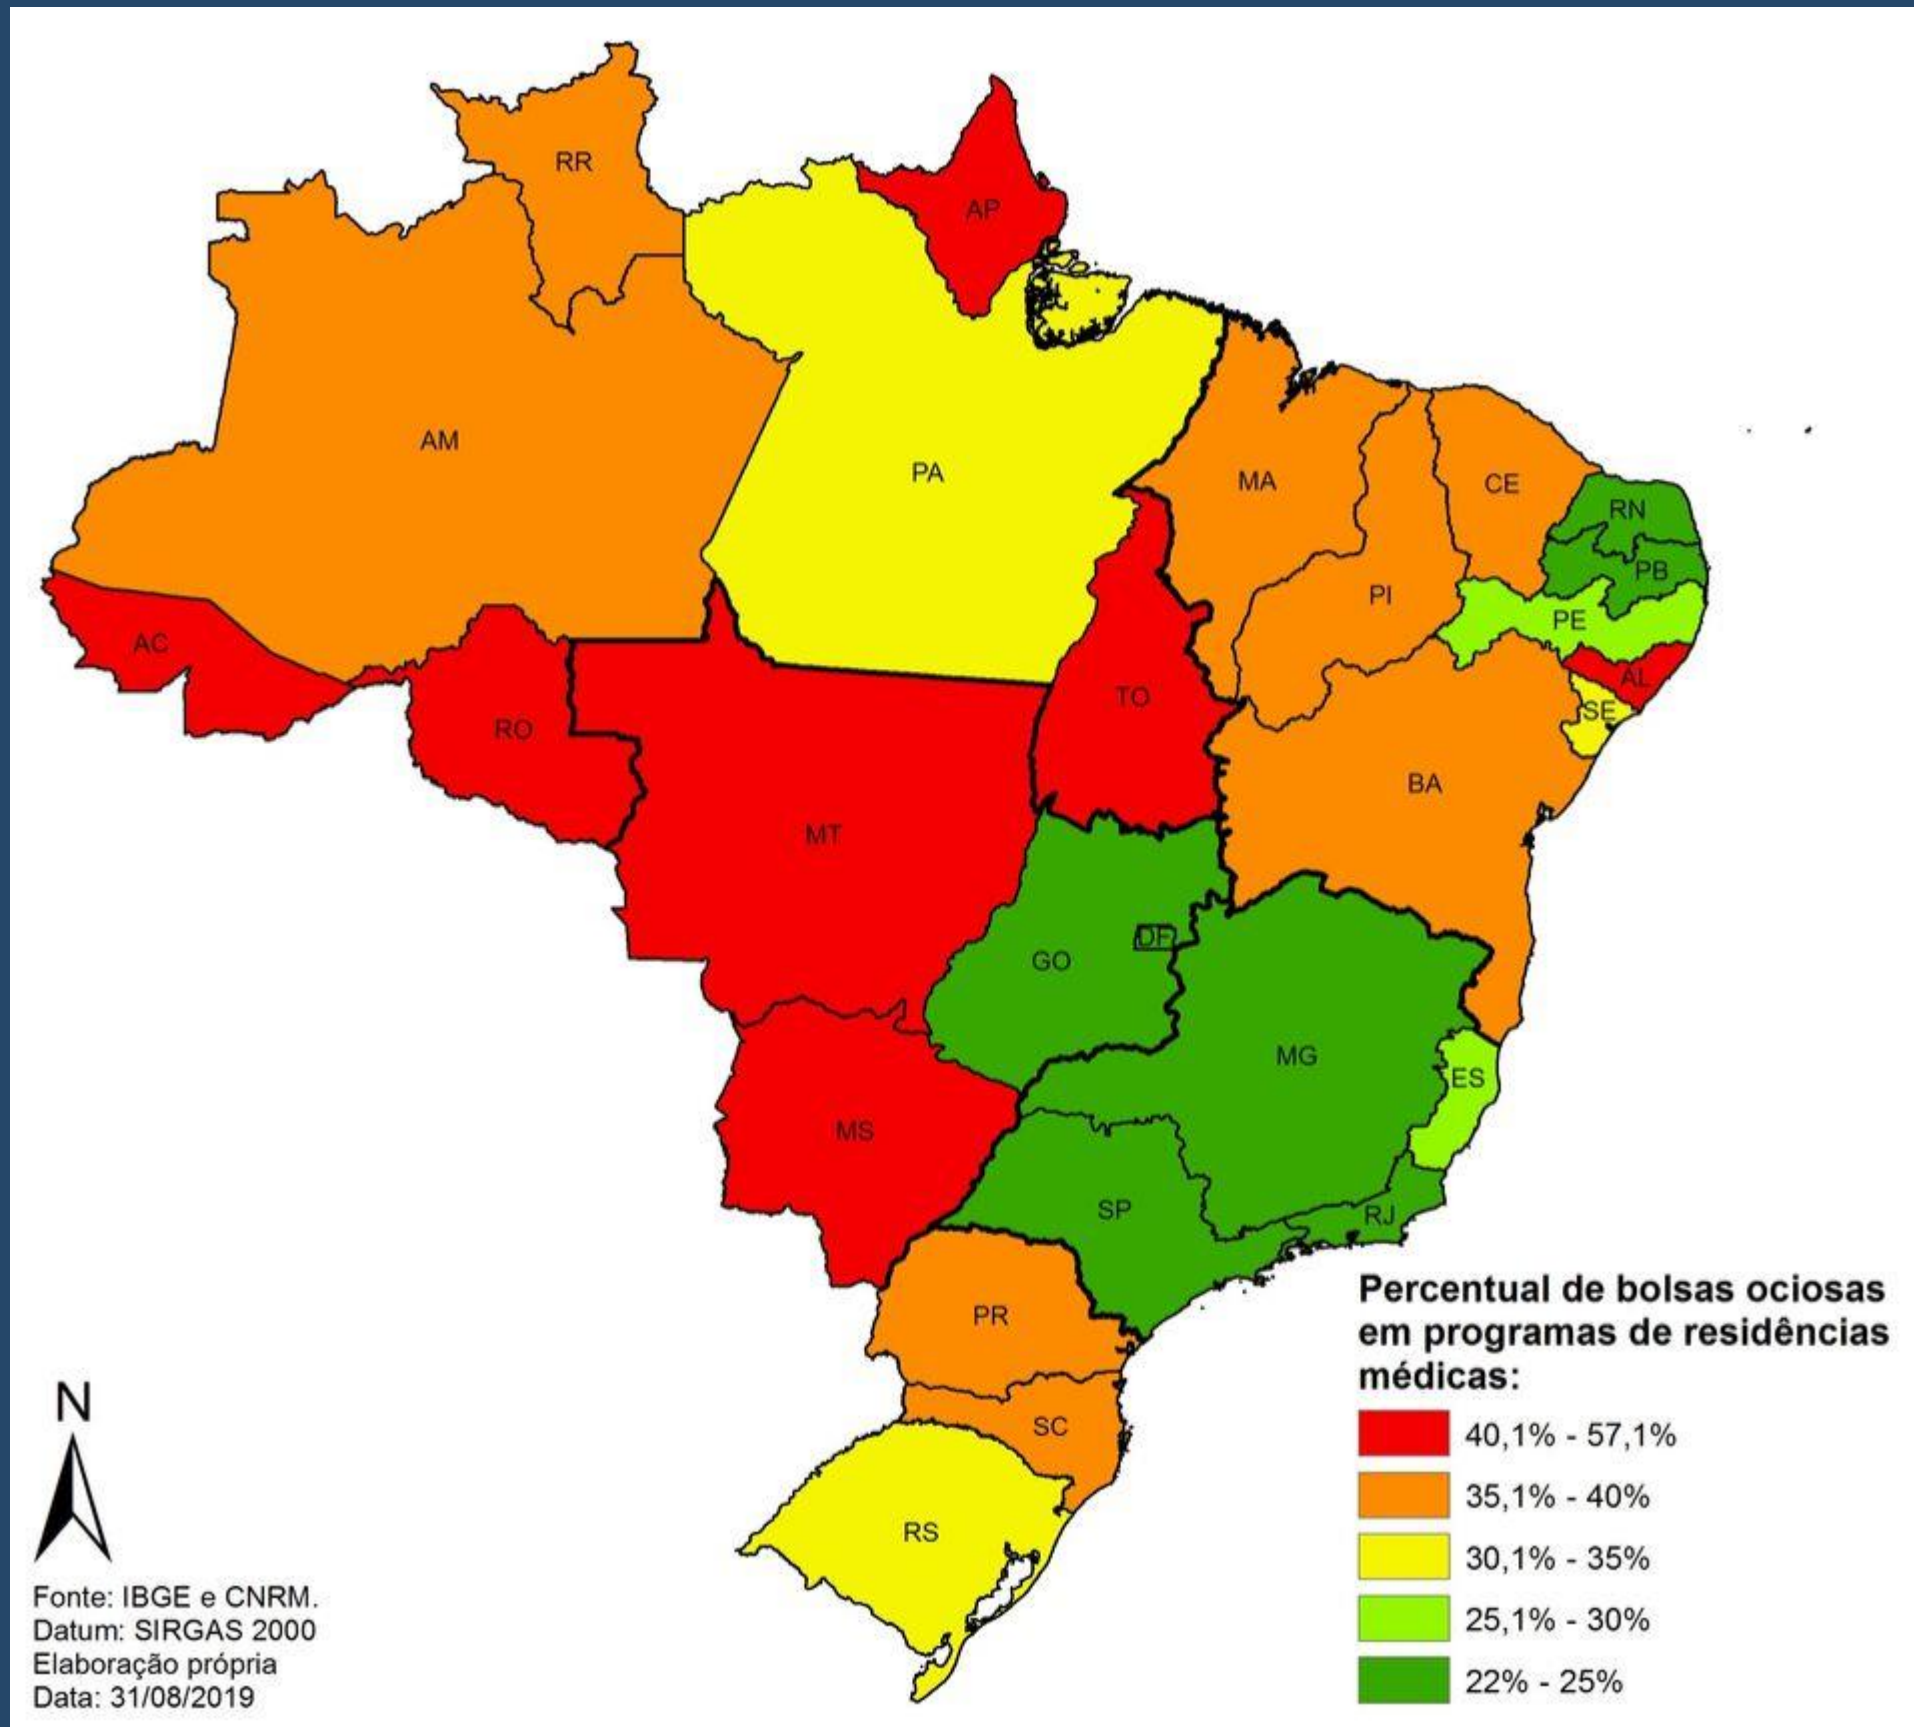 RR
AP
AM
PA
MA
CE
RN
PB
PI
PE
AC
AL
TO
SE
RO
BA
MT
DF
GO
MG
ES
MS
SP
RJ
PR
SC
RS
Percentual de bolsas ociosas
em programas de residências
médicas:
40,1% - 57,1%
35,1% - 40%
30,1% - 35%
25,1% - 30%
22% - 25%
N
Fonte: IBGE e CNRM.
Datum: SIRGAS 2000
Elaboração própria
Data: 31/08/2019